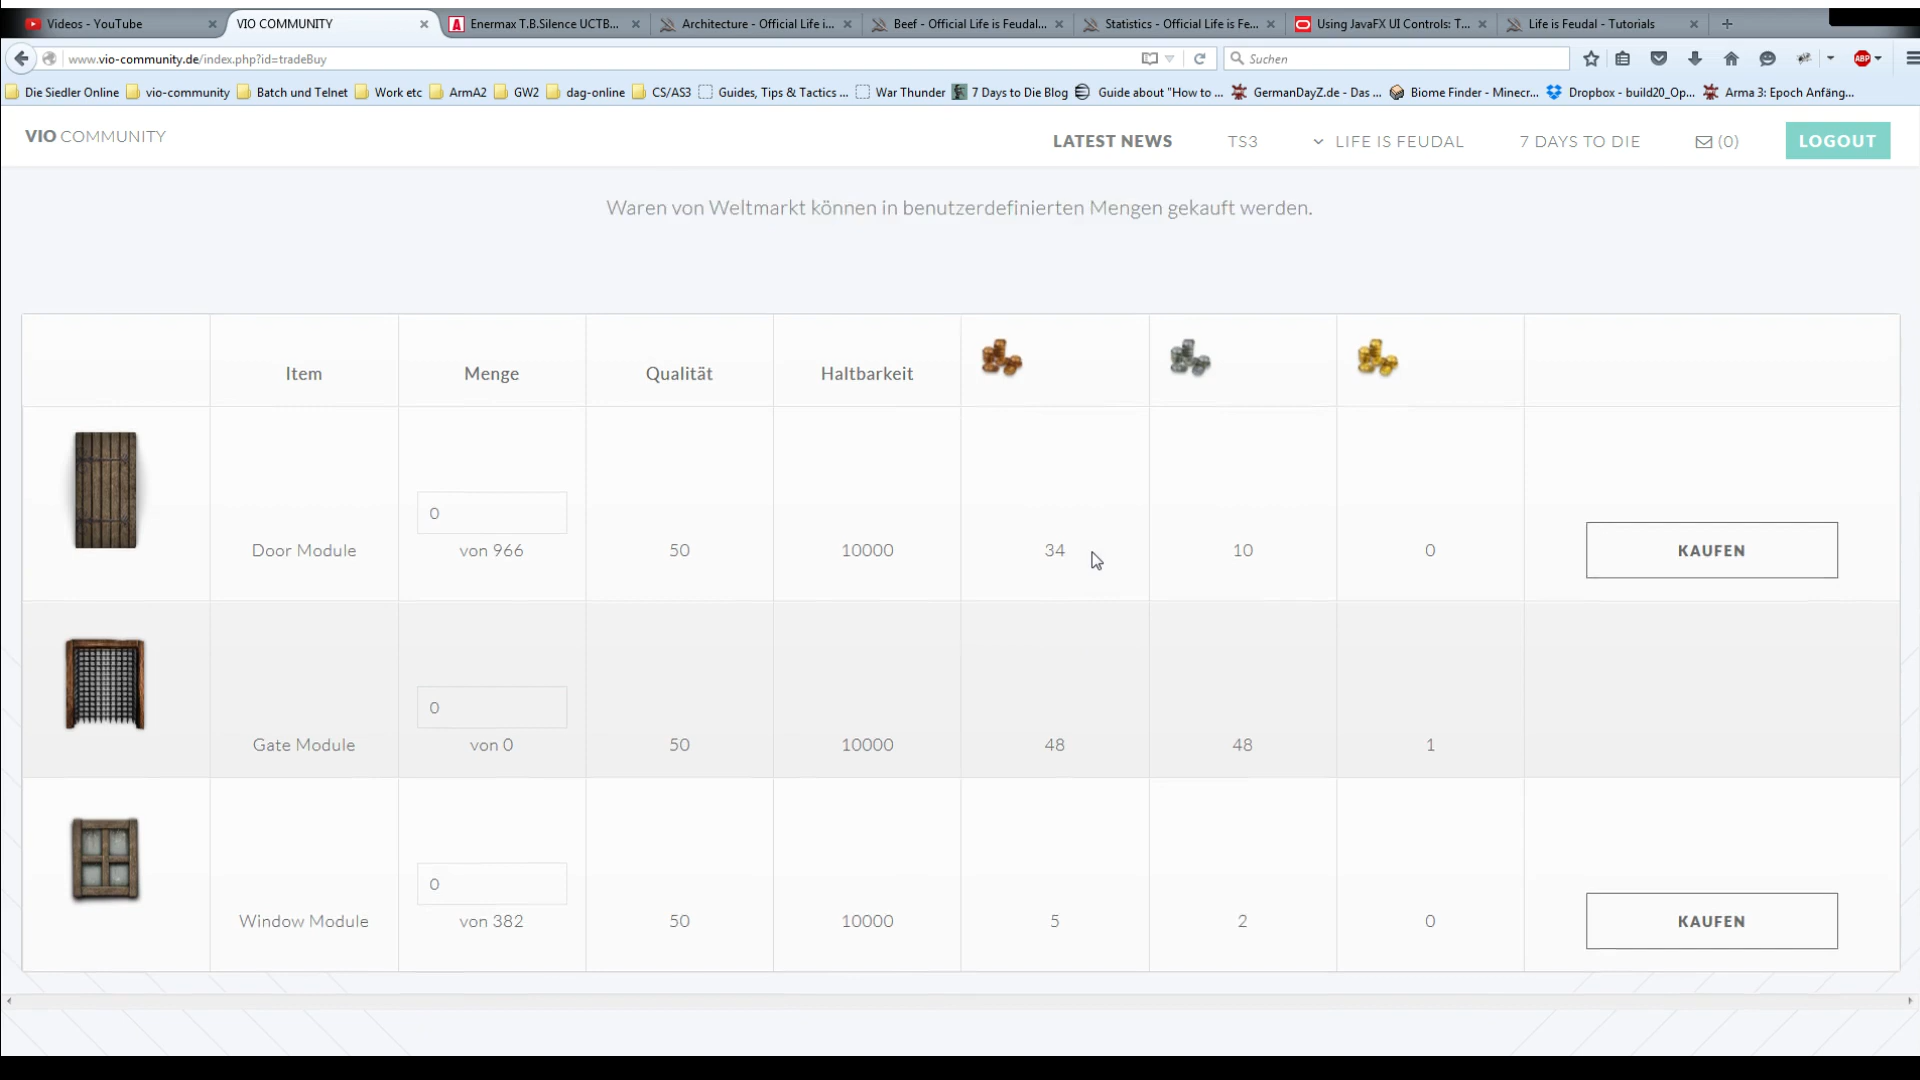 Videos - YouTube
VIO COMMUNITY
Enermax T.B.Silence UCTB...
Architecture - Official Life i...
Beef - Official Life is Feudal...
Statistics - Official Life is Fe...
Using JavaFX UI Controls: T...
Life is Feudal - Tutorials
www.vio-community.de/index.php?id=tradeBuy
Suchen
ABP
Die Siedler Online
vio-community
Batch und Telnet
Work etc
ArmA2
GW2
dag-online
CS/AS3
Guides, Tips & Tactics ...
War Thunder
7 Days to Die Blog
Guide about "How to ...
GermanDayZ.de - Das ...
Biome Finder - Minecr...
Dropbox - build20_Op...
Arma 3: Epoch Anfäng...
VIO COMMUNITY
LATEST NEWS
TS3
LIFE IS FEUDAL
7 DAYS TO DIE
(0)
LOGOUT
Waren von Weltmarkt können in benutzerdefinierten Mengen gekauft werden.
Item Menge Qualität Haltbarkeit
0
Door Module von 966 50 10000 34 10 0 KAUFEN
0
Gate Module von 0 50 10000 48 48 1
0
Window Module von 382 50 10000 5 2 0 KAUFEN